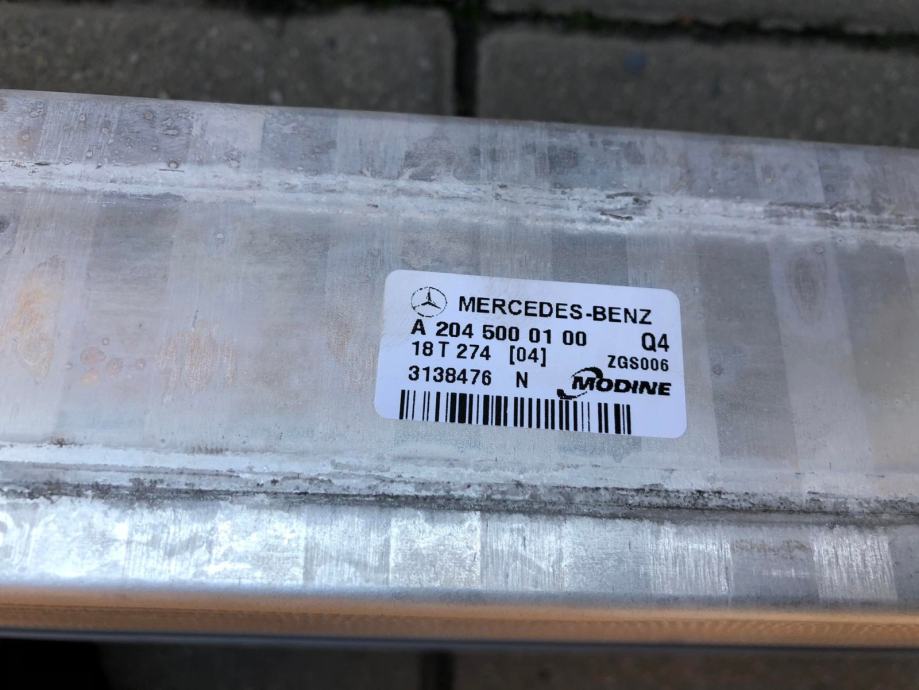 MERCEDES-BENZ
A 204 500 01 00 Q4
18 T 274 [04] ZGS006
3138476 N MODINE